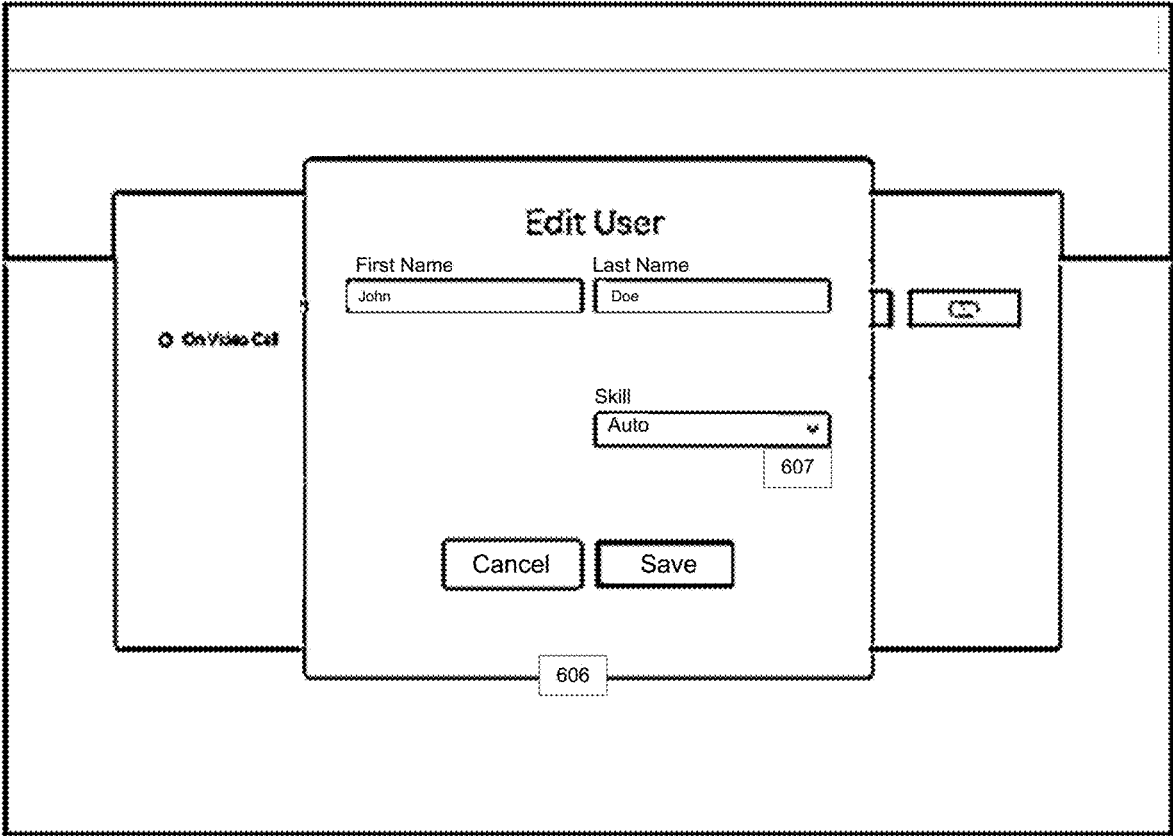 Edit User
First Name Last Name
John Doe
On Video Call
Skill
Auto
607
Cancel Save
606